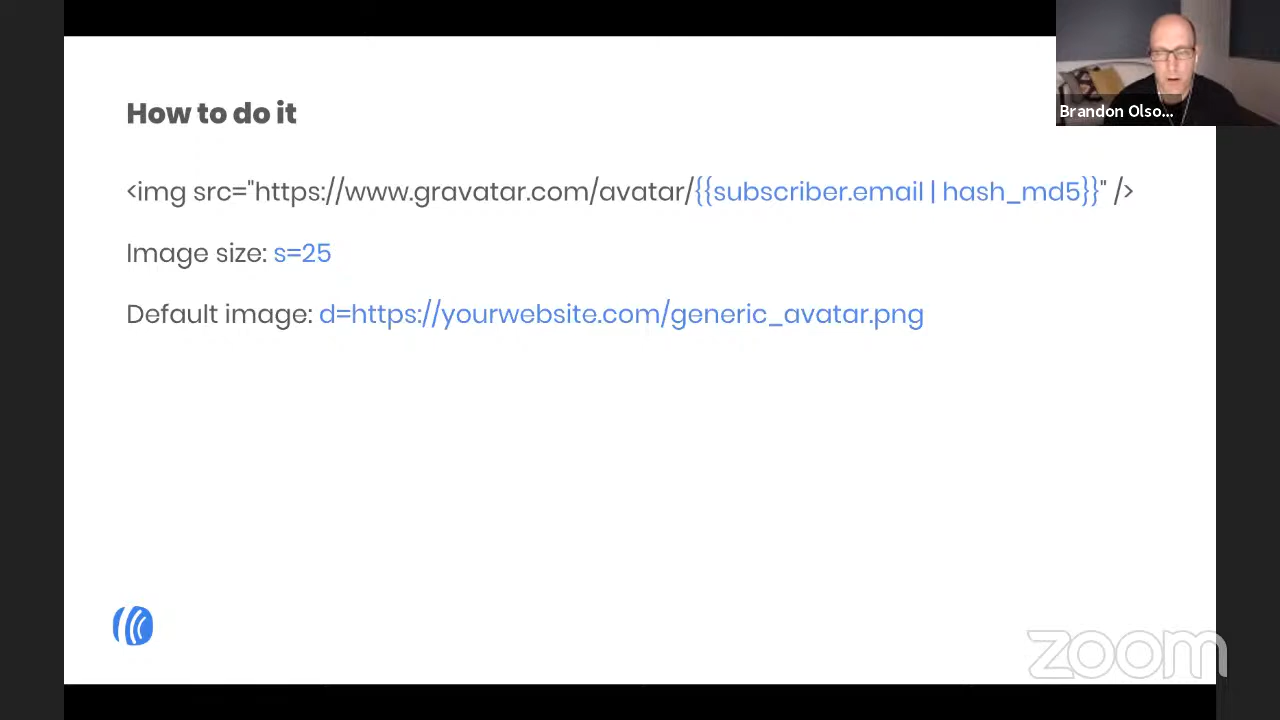 Brandon Olso...
How to do it
<img src="https://www.gravatar.com/avatar/{{subscriber.email | hash_md5}}" />
Image size: s=25
Default image: d=https://yourwebsite.com/generic_avatar.png
zoom